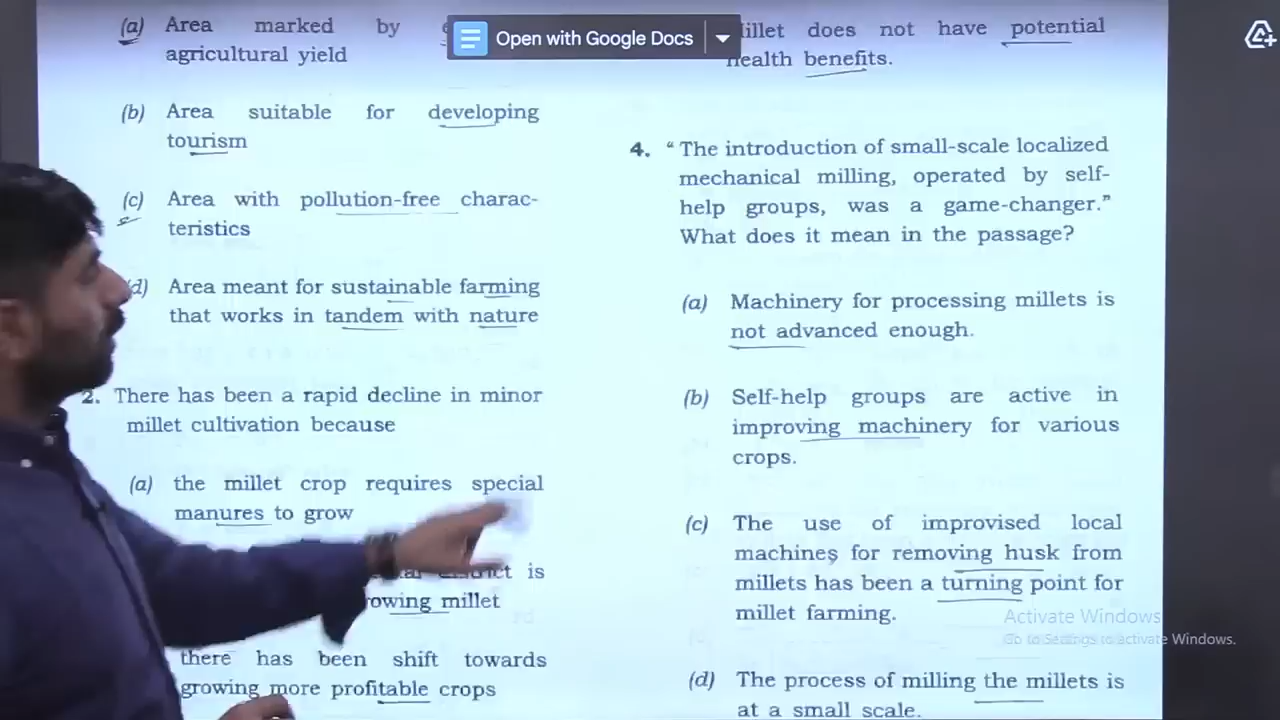 Open with Google Docs
(a) Area marked by
agricultural yield
(b) Area suitable for developing
tourism
(c) Area with pollution-free charac-
teristics
(d) Area meant for sustainable farming
that works in tandem with nature
2. There has been a rapid decline in minor
millet cultivation because
(a) the millet crop requires special
manures to grow
is
growing millet
there has been shift towards
growing more profitable crops
Millet does not have potential
health benefits.
4. "The introduction of small-scale localized
mechanical milling, operated by self-
help groups, was a game-changer."
What does it mean in the passage?
(a) Machinery for processing millets is
not advanced enough.
(b) Self-help groups are active in
improving machinery for various
crops.
(c) The use of improvised local
machines for removing husk from
millets has been a turning point for
millet farming.
(d) The process of milling the millets is
at a small scale.
Activate Windows
Go to Settings to activate Windows.